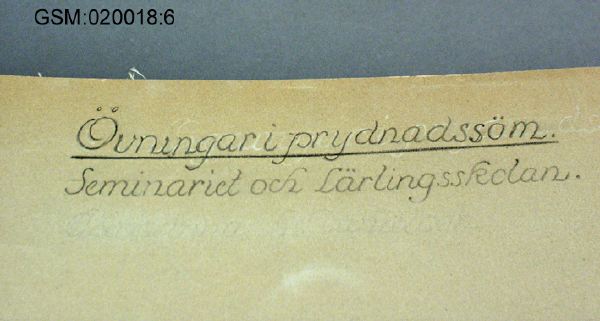 GSM:020018:6
Övningar i prydnadssöm.
Seminariet och Lärlingsskolan.